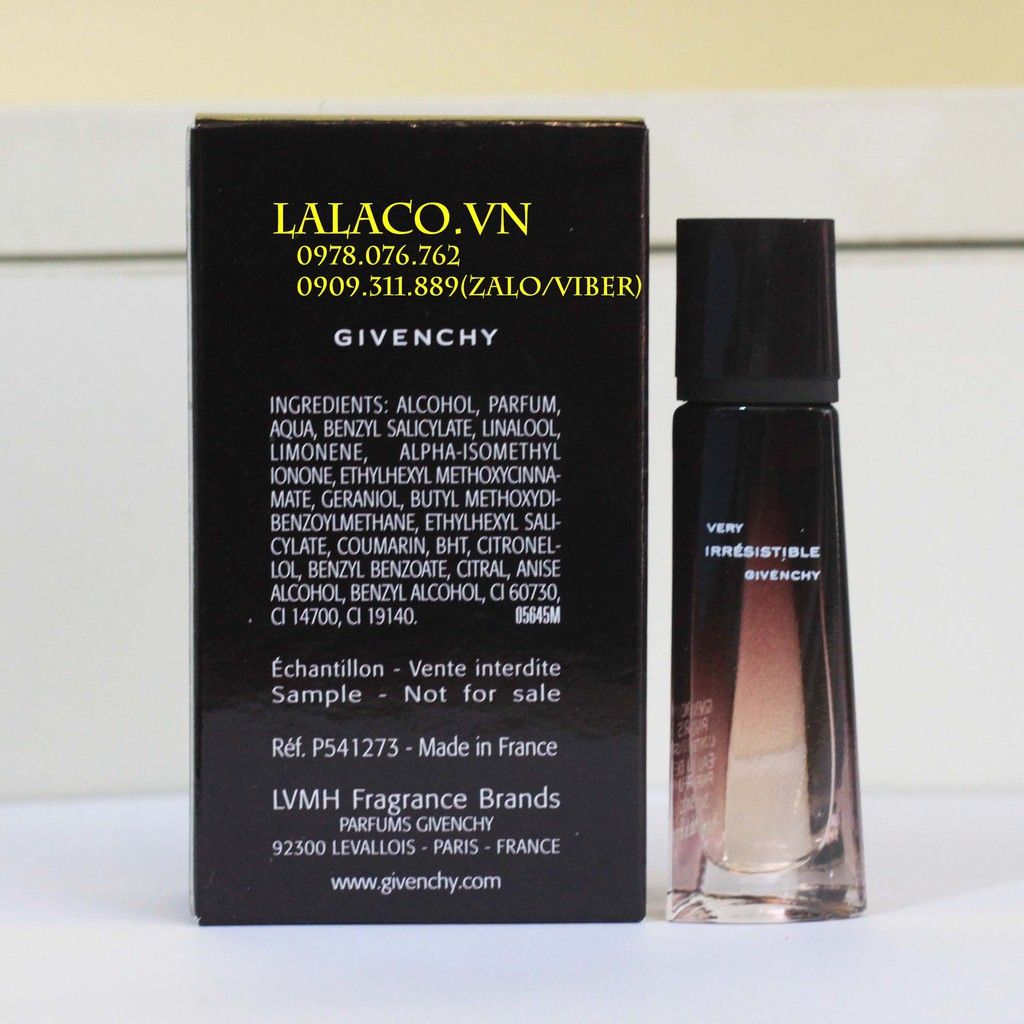 LALACO.VN
0978.076.762
0909.311.889(ZALO/VIBER)
GIVENCHY
INGREDIENTS: ALCOHOL, PARFUM,
AQUA, BENZYL SALICYLATE, LINALOOL,
LIMONENE, ALPHA-ISOMETHYL
IONONE, ETHYLHEXYL METHOXYCINNA-
MATE, GERANIOL, BUTYL METHOXYDI-
BENZOYLMETHANE, ETHYLHEXYL SALI-
CYLATE, COUMARIN, BHT, CITRONEL-
LOL, BENZYL BENZOATE, CITRAL, ANISE
ALCOHOL, BENZYL ALCOHOL, CI 60730,
CI 14700, CI 19140. 05645M
Échantillon - Vente interdite
Sample - Not for sale
Réf. P541273 - Made in France
LVMH Fragrance Brands
PARFUMS GIVENCHY
92300 LEVALLOIS - PARIS - FRANCE
www.givenchy.com
VERY
IRRÉSISTIBLE
GIVENCHY